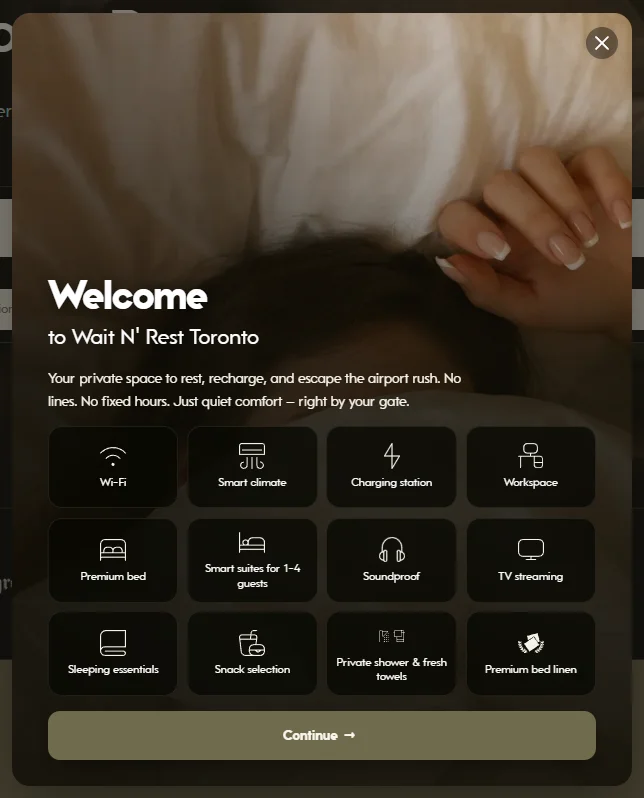 Welcome
to Wait N' Rest Toronto
Your private space to rest, recharge, and escape the airport rush. No
lines. No fixed hours. Just quiet comfort – right by your gate.
Wi-Fi
Smart climate
Charging station
Workspace
Premium bed
Smart suites for 1-4
guests
Soundproof
TV streaming
Sleeping essentials
Snack selection
Private shower & fresh
towels
Premium bed linen
Continue →